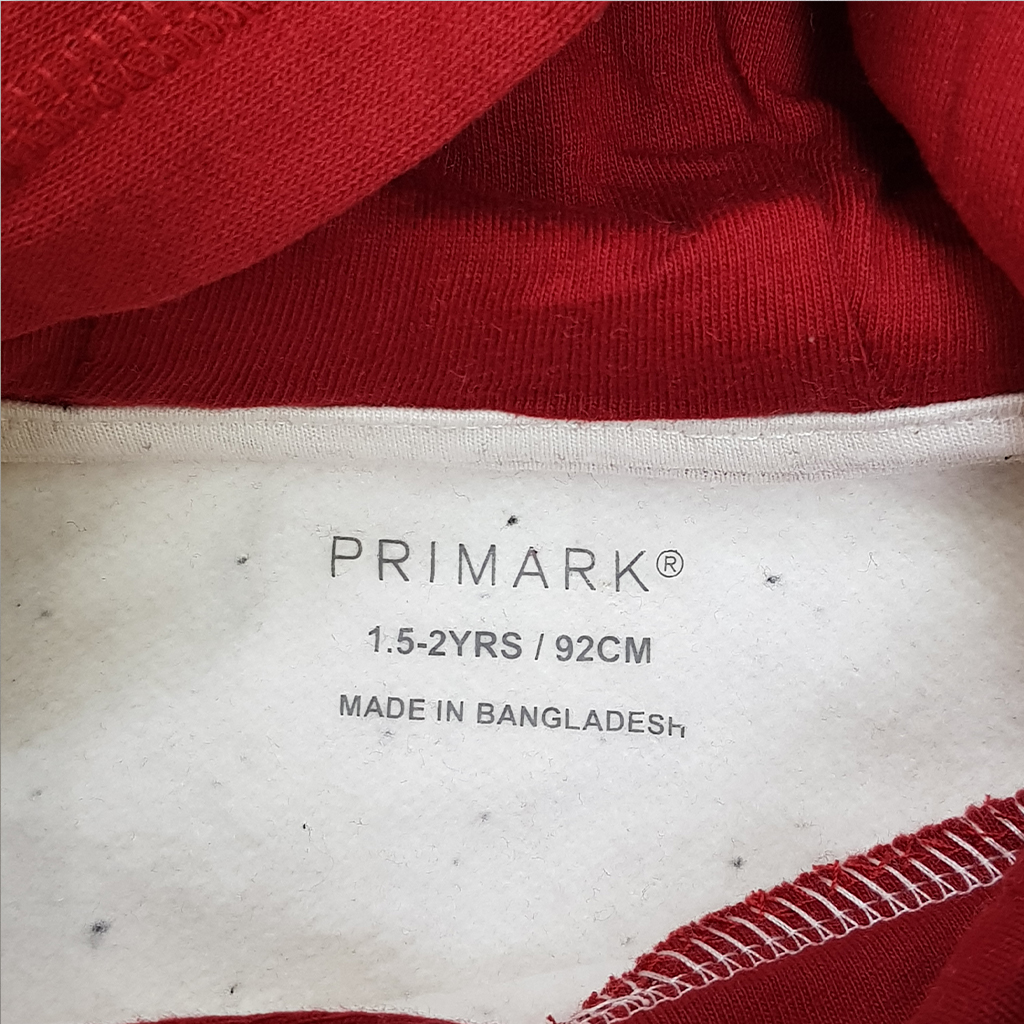 PRIMARK®
1.5-2YRS / 92CM
MADE IN BANGLADESH